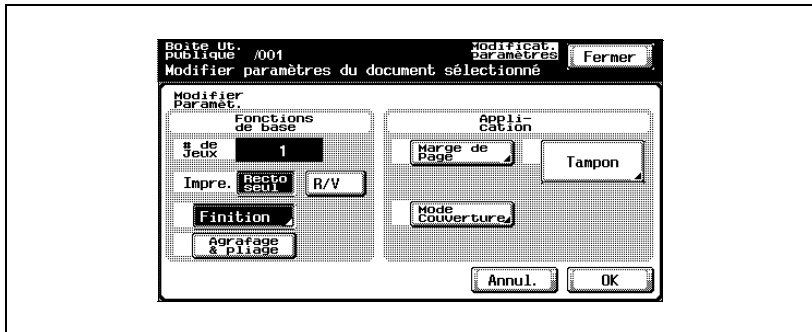 Boîte Ut.
publique /001
Modificat.
paramètres
Fermer
Modifier paramètres du document sélectionné
Modifier
Paramèt.
Fonctions
de base
Appli-
cation
# de
Jeux
1
Marge de
Page
Tampon
Impre.
Recto
seul
R/V
Finition
Mode
Couverture
Agrafage
& pliage
Annul.
OK